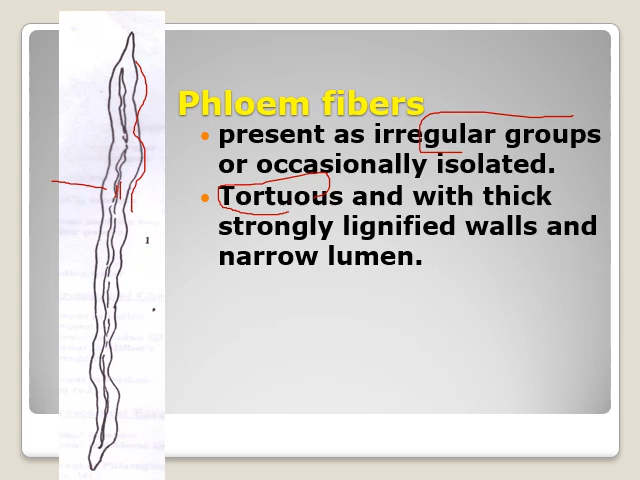 Phloem fibers
present as irregular groups
or occasionally isolated.
Tortuous and with thick
strongly lignified walls and
narrow lumen.
1